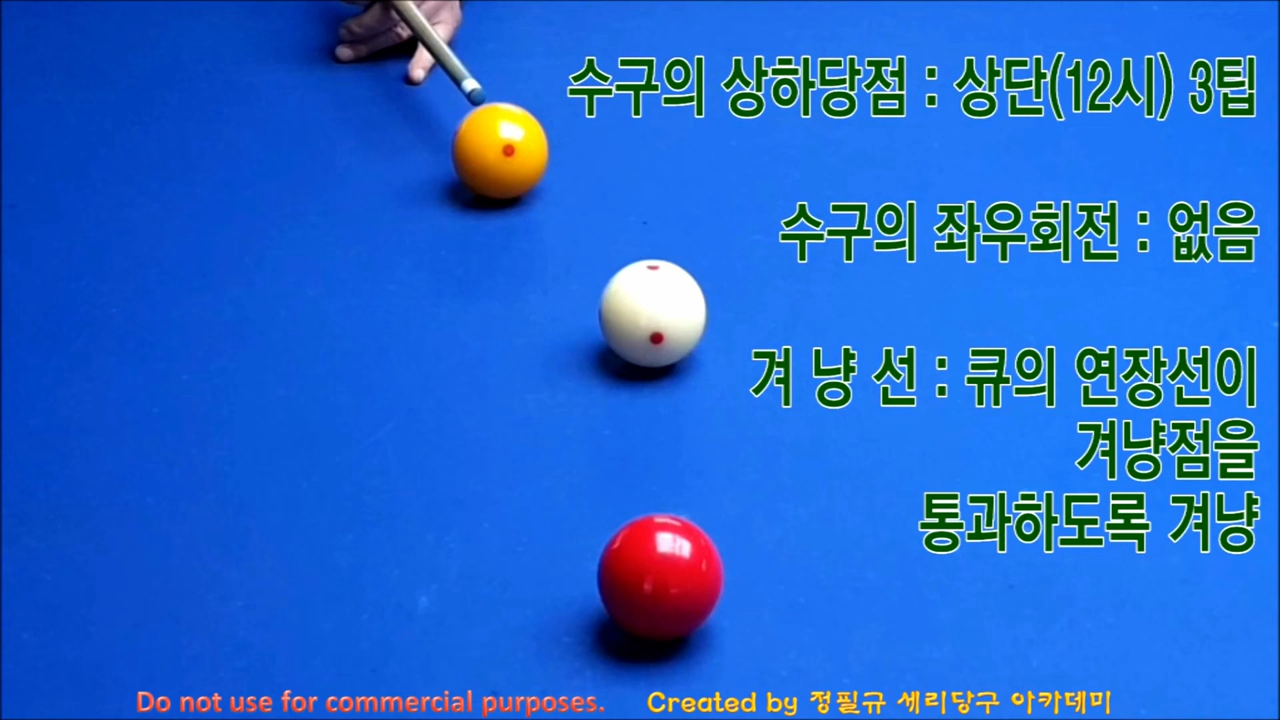 수구의 상하당점 : 상단(12시) 3팁
수구의 좌우회전 : 없음
겨 냥 선 : 큐의 연장선이
겨냥점을
통과하도록 겨냥
Do not use for commercial purposes. Created by 정필규 세리당구 아카데미